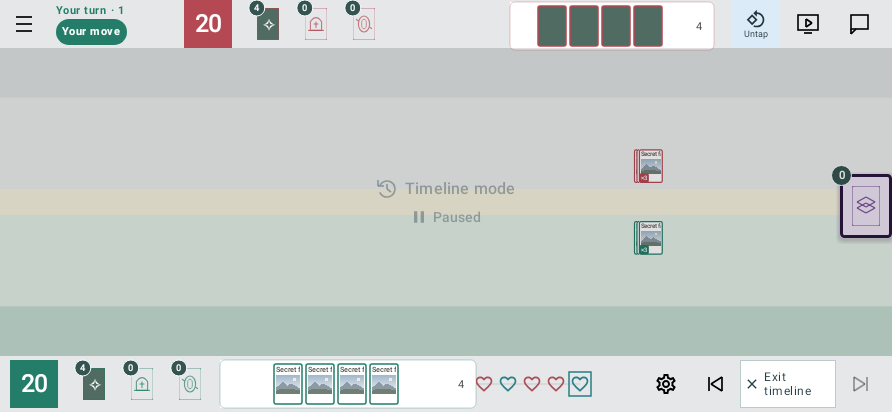 Your turn · 1
Your move
20
4
0
0
4
Untap
Secret f
Timeline mode
Paused
0
Secret f
20
4
0
0
Secret f
Secret f
Secret f
Secret f
4
Exit
timeline